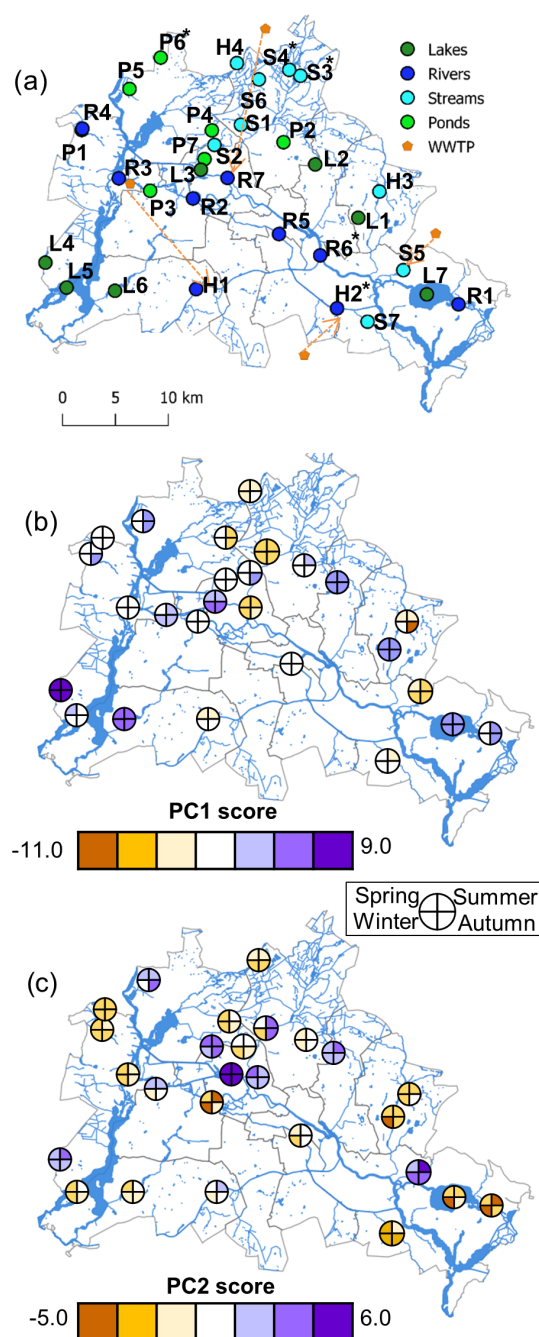 P6*
H4
S4*
S3*
Lakes
Rivers
Streams
Ponds
WWTP
(a)
P5
S6
R4
P4
S1
P2
P1
P7
S2
L2
R3
L3
R7
H3
P3
R2
L1
R5
R6*
L4
S5
L5
L6
H1
L7
H2*
R1
S7
0 5 10 km
(b)
PC1 score
-11.0 9.0
Spring Summer
Winter Autumn
(c)
PC2 score
-5.0 6.0